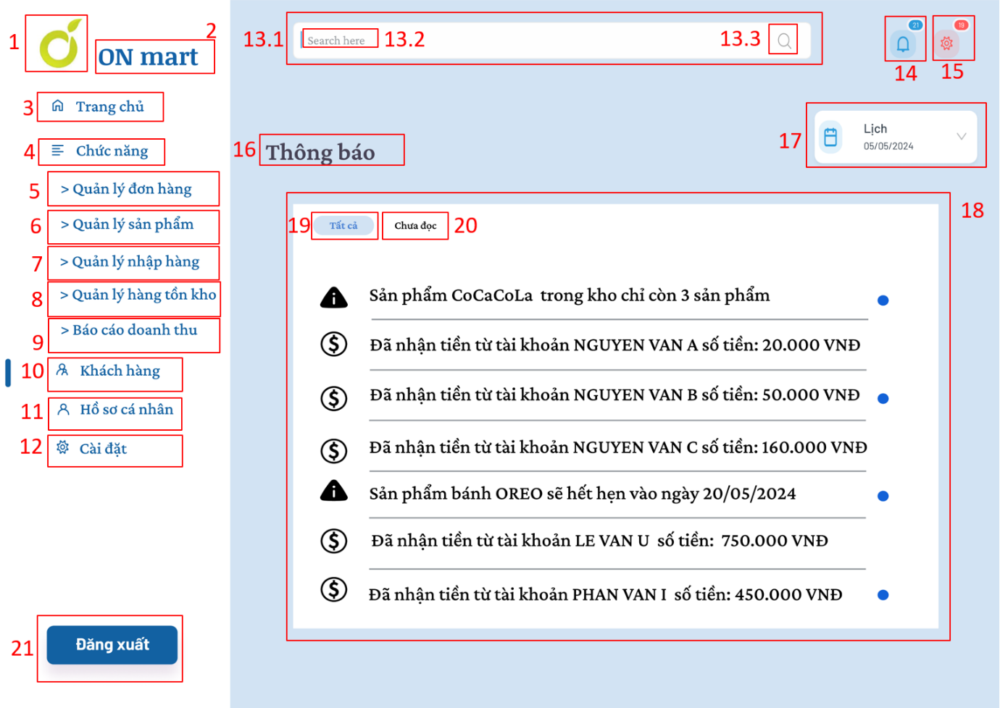 1
2
ON mart
3
Trang chủ
4
Chức năng
5
> Quản lý đơn hàng
6
> Quản lý sản phẩm
7
> Quản lý nhập hàng
8
> Quản lý hàng tồn kho
9
> Báo cáo doanh thu
10
Khách hàng
11
Hồ sơ cá nhân
12
Cài đặt
21
Đăng xuất
13.1
Search here
13.2
13.3
21
14
19
15
16
Thông báo
17
Lịch
05/05/2024
18
19
Tất cả
Chưa đọc
20
Sản phẩm CoCaCoLa trong kho chỉ còn 3 sản phẩm
Đã nhận tiền từ tài khoản NGUYEN VAN A số tiền: 20.000 VNĐ
Đã nhận tiền từ tài khoản NGUYEN VAN B số tiền: 50.000 VNĐ
Đã nhận tiền từ tài khoản NGUYEN VAN C số tiền: 160.000 VNĐ
Sản phẩm bánh OREO sẽ hết hẹn vào ngày 20/05/2024
Đã nhận tiền từ tài khoản LE VAN U số tiền: 750.000 VNĐ
Đã nhận tiền từ tài khoản PHAN VAN I số tiền: 450.000 VNĐ